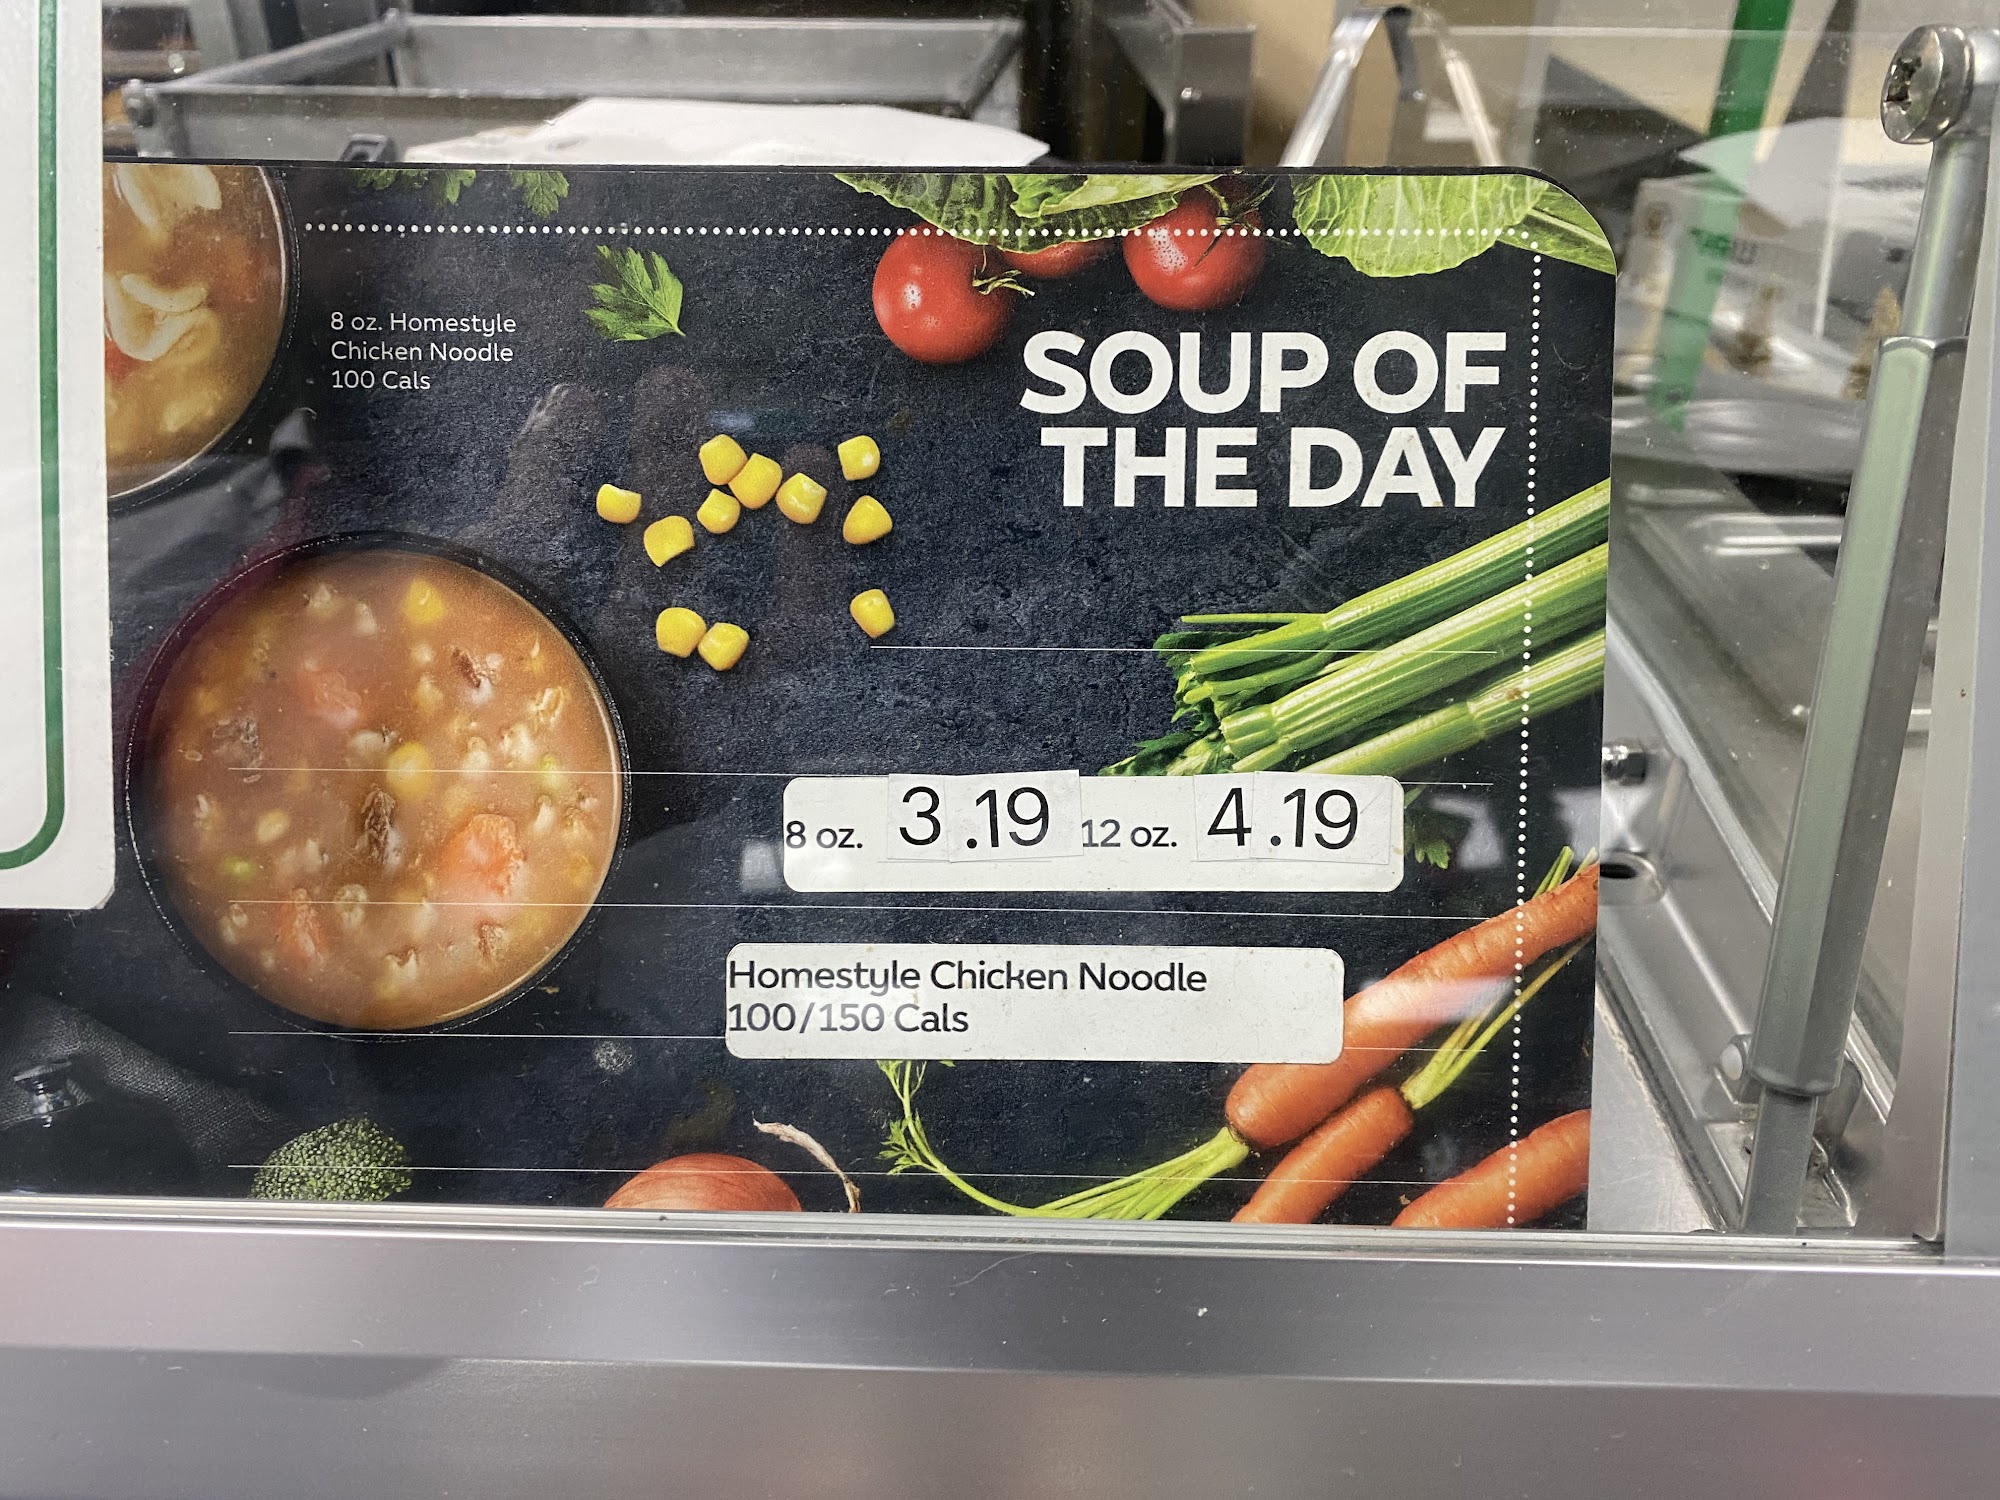 8 oz. Homestyle
Chicken Noodle
100 Cals
SOUP OF
THE DAY
8 oz. 3.19 12 oz. 4.19
Homestyle Chicken Noodle
100/150 Cals